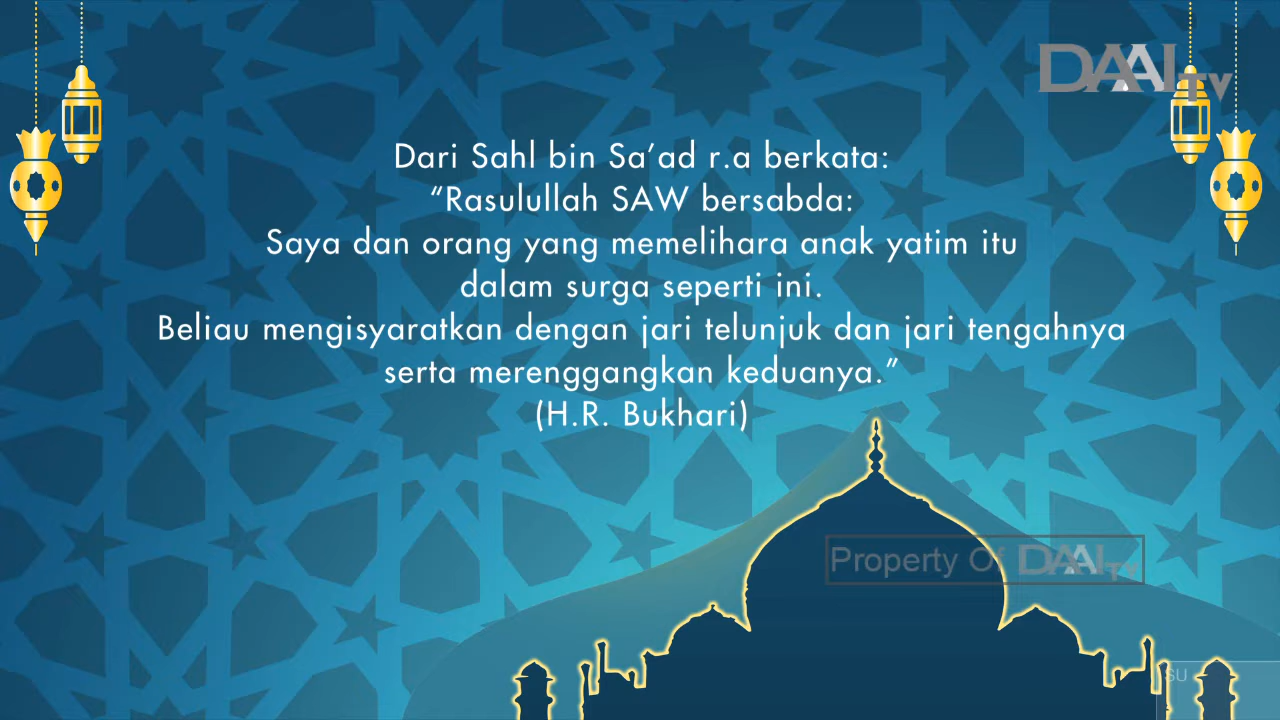 DAAI TV
Dari Sahl bin Sa’ad r.a berkata:
“Rasulullah SAW bersabda:
Saya dan orang yang memelihara anak yatim itu
dalam surga seperti ini.
Beliau mengisyaratkan dengan jari telunjuk dan jari tengahnya
serta merenggangkan keduanya.”
(H.R. Bukhari)
Property Of DAAI TV
SU